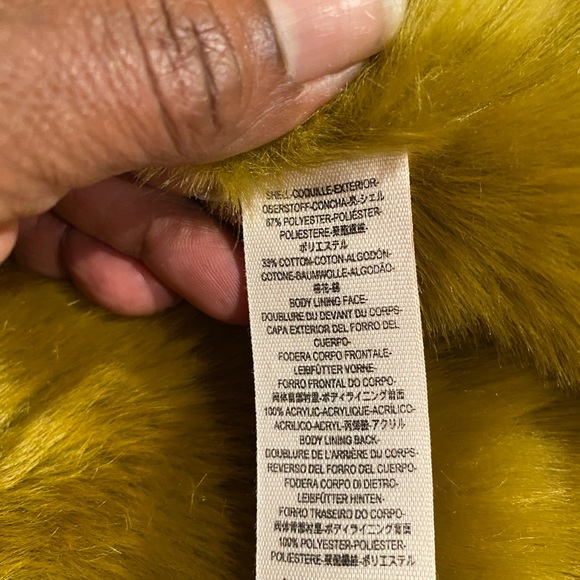 SHELL-COQUILLE-EXTERIOR-
OBERSTOFF-CONCHA-壳-シェル
67% POLYESTER-POLIÉSTER-
POLIESTERE-聚酯纖維-
ポリエステル
33% COTTON-COTON-ALGODÓN-
COTONE-BAUMWOLLE-ALGODÃO-
棉花-綿
BODY LINING FACE-
DOUBLURE DU DEVANT DU CORPS-
CAPA EXTERIOR DEL FORRO DEL
CUERPO-
FODERA CORPO FRONTALE-
LEIBFÜTTER VORNE-
FORRO FRONTAL DO CORPO-
ボディライニング前面
100% ACRYLIC-ACRYLIQUE-ACRÍLICO-
ACRILICO-ACRYL-丙烯酸-アクリル
BODY LINING BACK-
DOUBLURE DE L'ARRIÈRE DU CORPS-
REVERSO DEL FORRO DEL CUERPO-
FODERA CORPO DI DIETRO-
LEIBFÜTTER HINTEN-
FORRO TRASEIRO DO CORPO-
ボディライニング背面
100% POLYESTER-POLIESTER-
POLIESTERE-聚酯纖維-ポリエステル